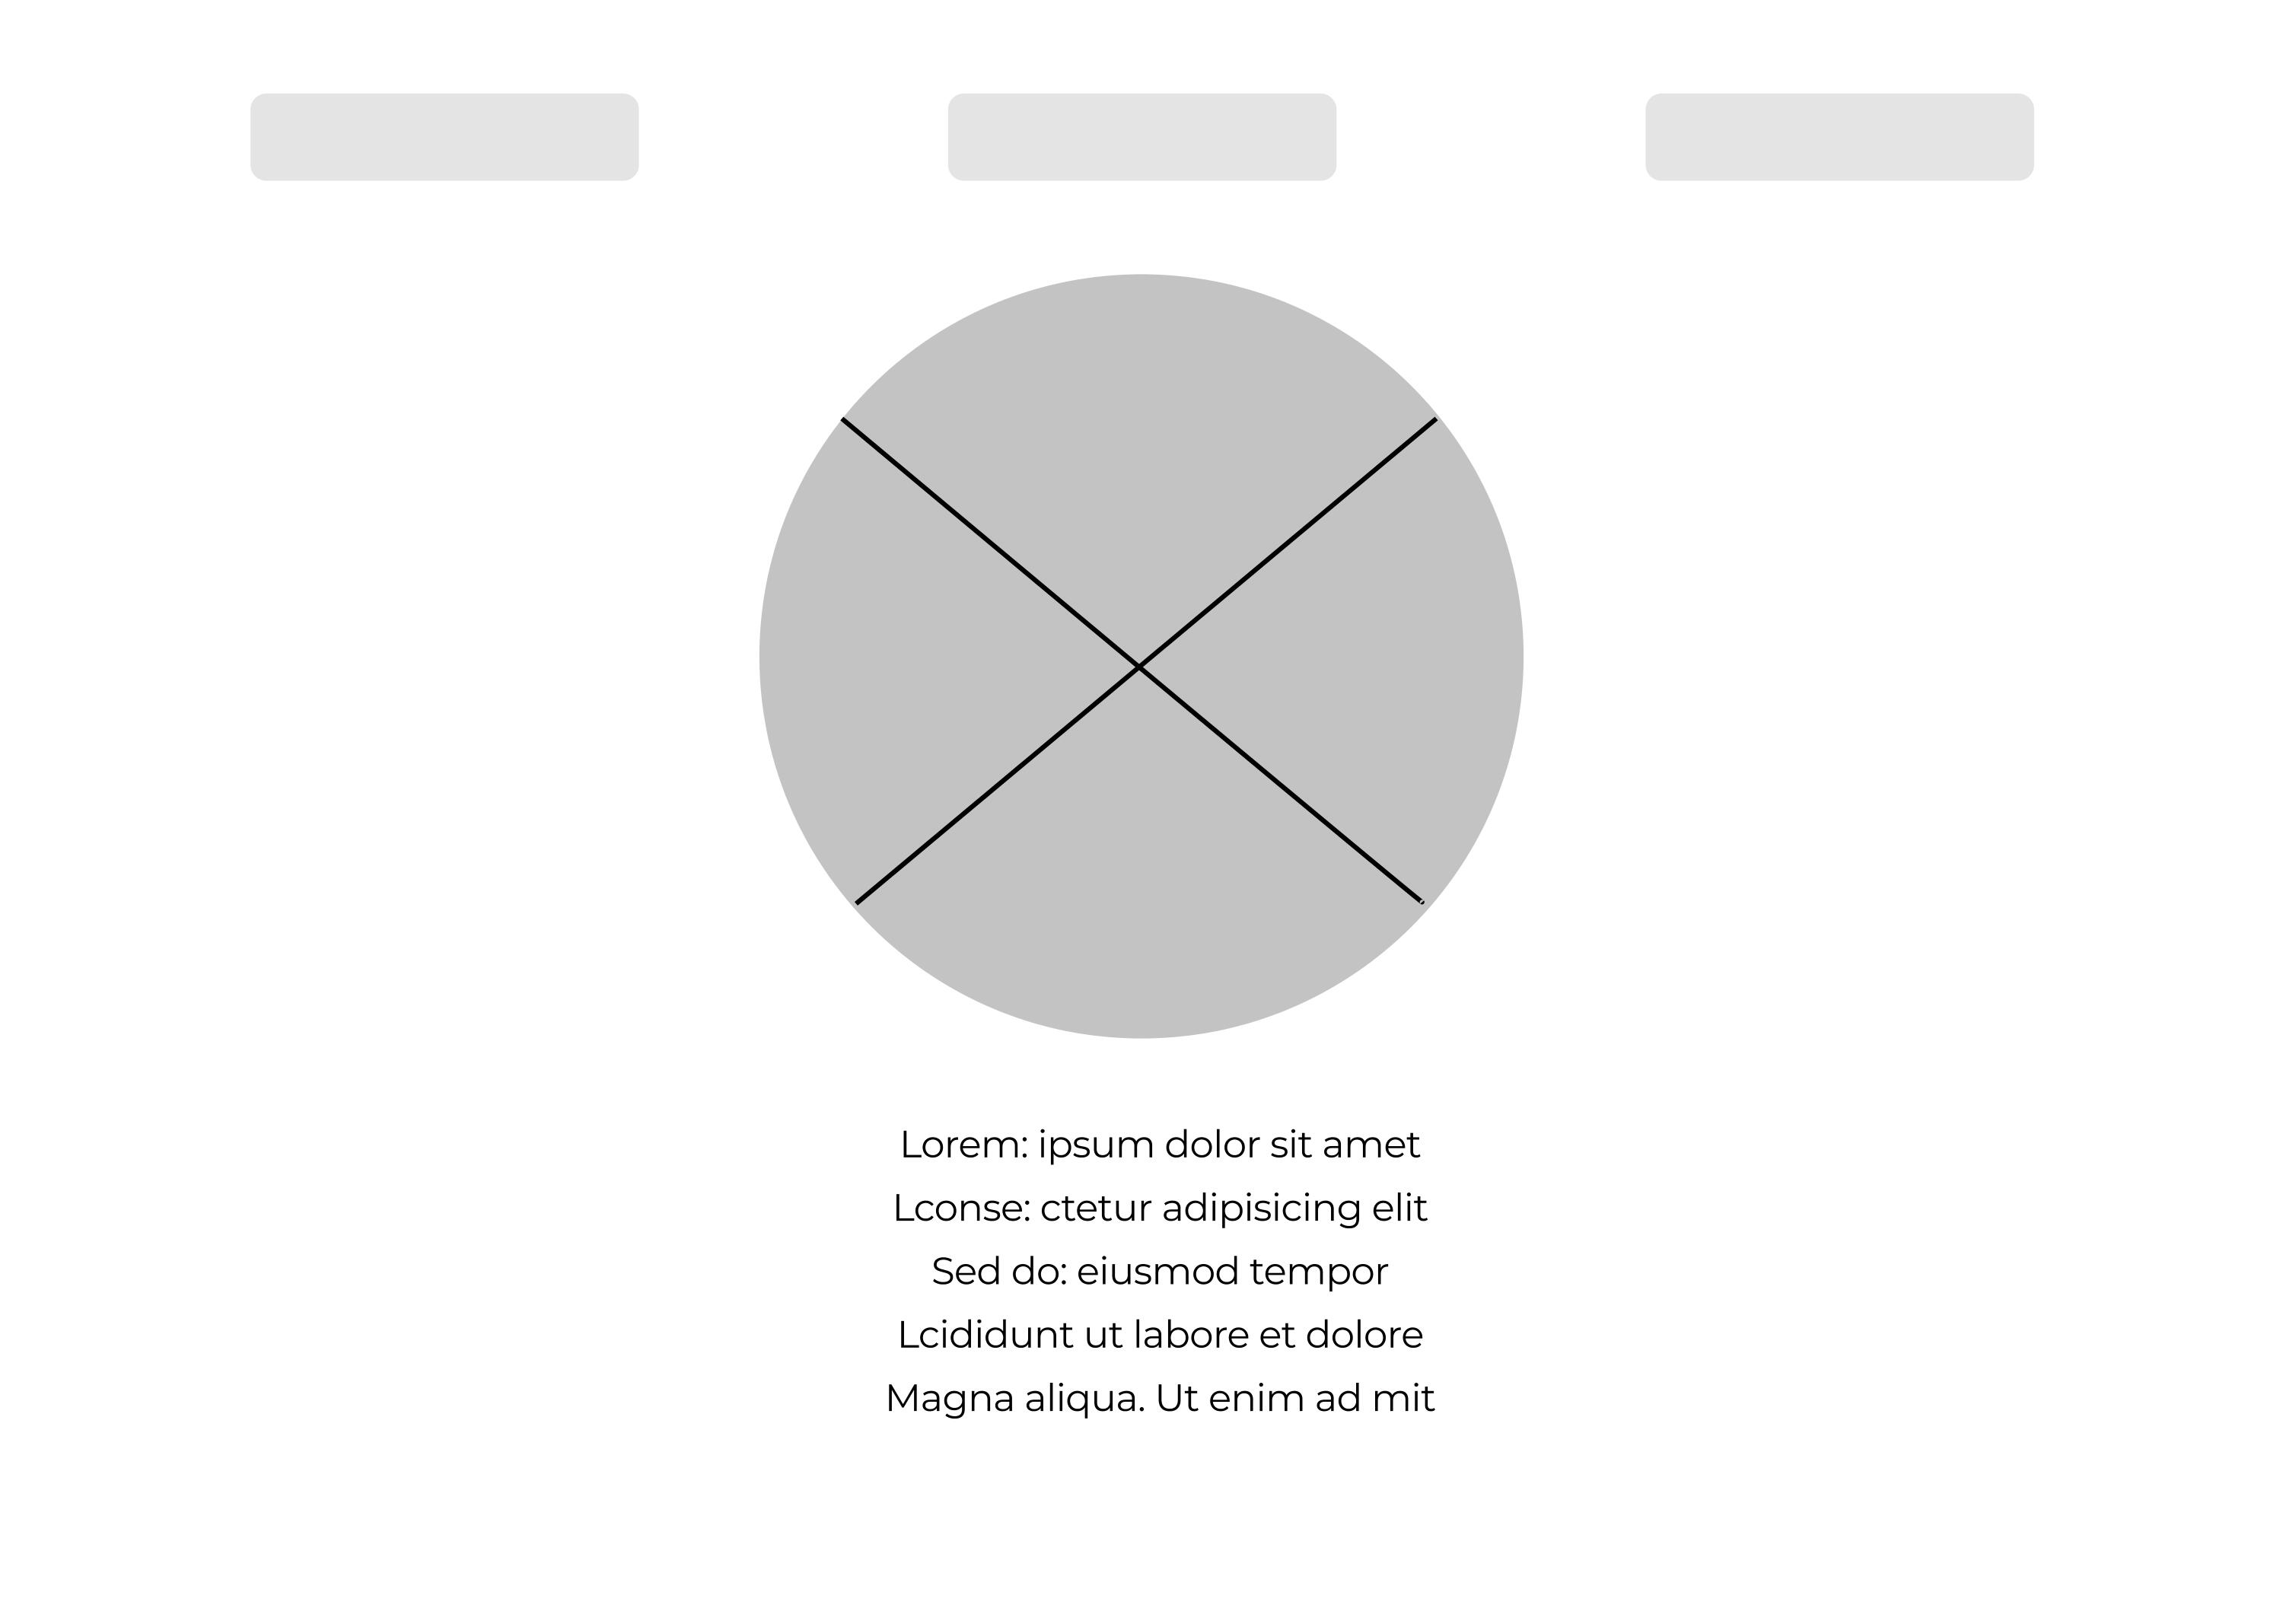 Lorem: ipsum dolor sit amet
Lconse: ctetur adipisicing elit
Sed do: eiusmod tempor
Lcididunt ut labore et dolore
Magna aliqua. Ut enim ad mit